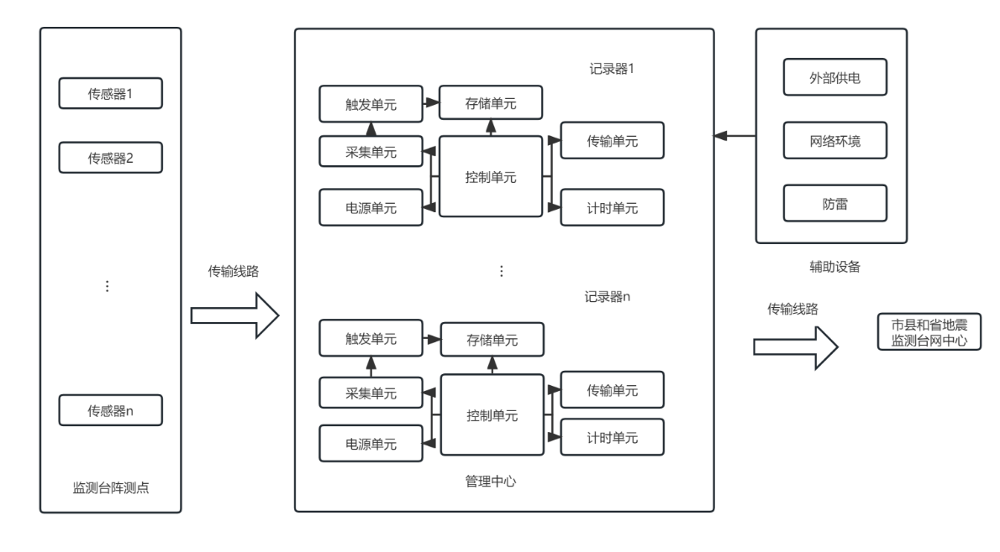 传感器1
传感器2
⋮
传感器n
监测台阵测点
传输线路
记录器1
触发单元
存储单元
采集单元
控制单元
传输单元
电源单元
计时单元
⋮
记录器n
触发单元
存储单元
采集单元
控制单元
传输单元
电源单元
计时单元
管理中心
外部供电
网络环境
防雷
辅助设备
传输线路
市县和省地震
监测台网中心